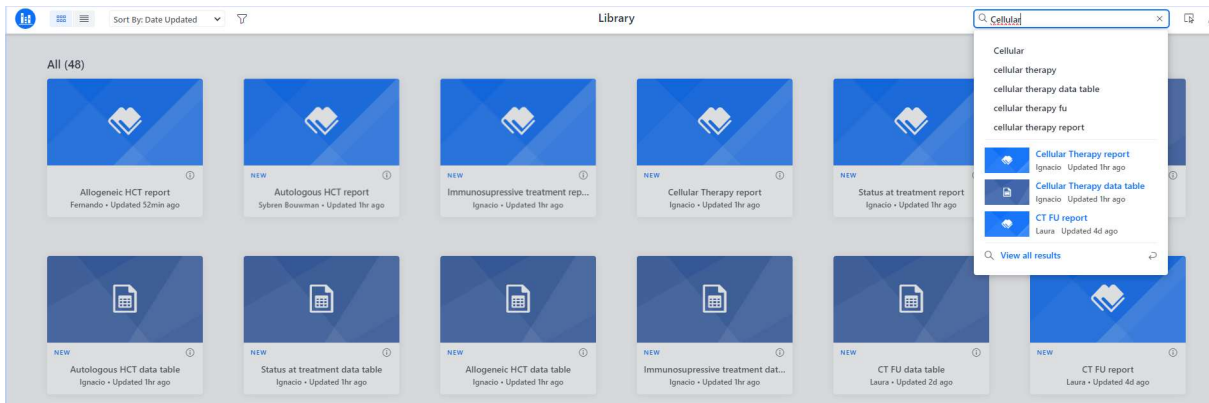 Sort By: Date Updated
Library
Cellular
All (48)
Cellular
cellular therapy
cellular therapy data table
cellular therapy fu
cellular therapy report
Cellular Therapy report
Ignacio Updated 1hr ago
Cellular Therapy data table
Ignacio Updated 1hr ago
CT FU report
Laura Updated 4d ago
View all results
Allogeneic HCT report
Fernando • Updated 52min ago
NEW
Autologous HCT report
Sybren Bouwman • Updated 1hr ago
NEW
Immunosupressive treatment rep...
Ignacio • Updated 1hr ago
NEW
Cellular Therapy report
Ignacio • Updated 1hr ago
NEW
Status at treatment report
Ignacio • Updated 1hr ago
NEW
Autologous HCT data table
Ignacio • Updated 1hr ago
NEW
Status at treatment data table
Ignacio • Updated 1hr ago
NEW
Allogeneic HCT data table
Ignacio • Updated 1hr ago
NEW
Immunosupressive treatment dat...
Ignacio • Updated 1hr ago
NEW
CT FU data table
Laura • Updated 2d ago
NEW
CT FU report
Laura • Updated 4d ago